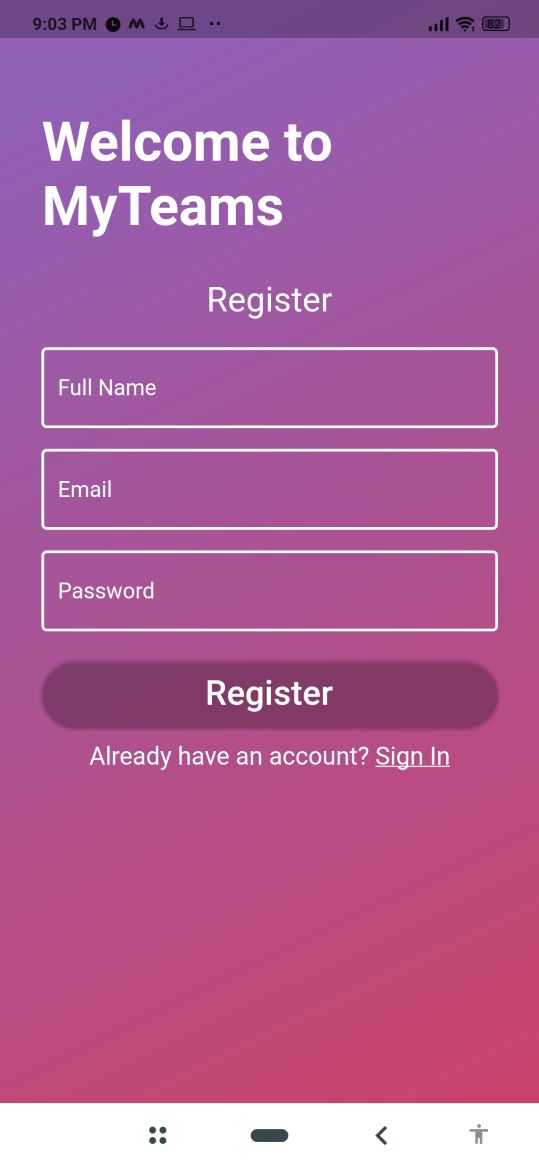 9:03 PM
82
Welcome to
MyTeams
Register
Full Name
Email
Password
Register
Already have an account? Sign In